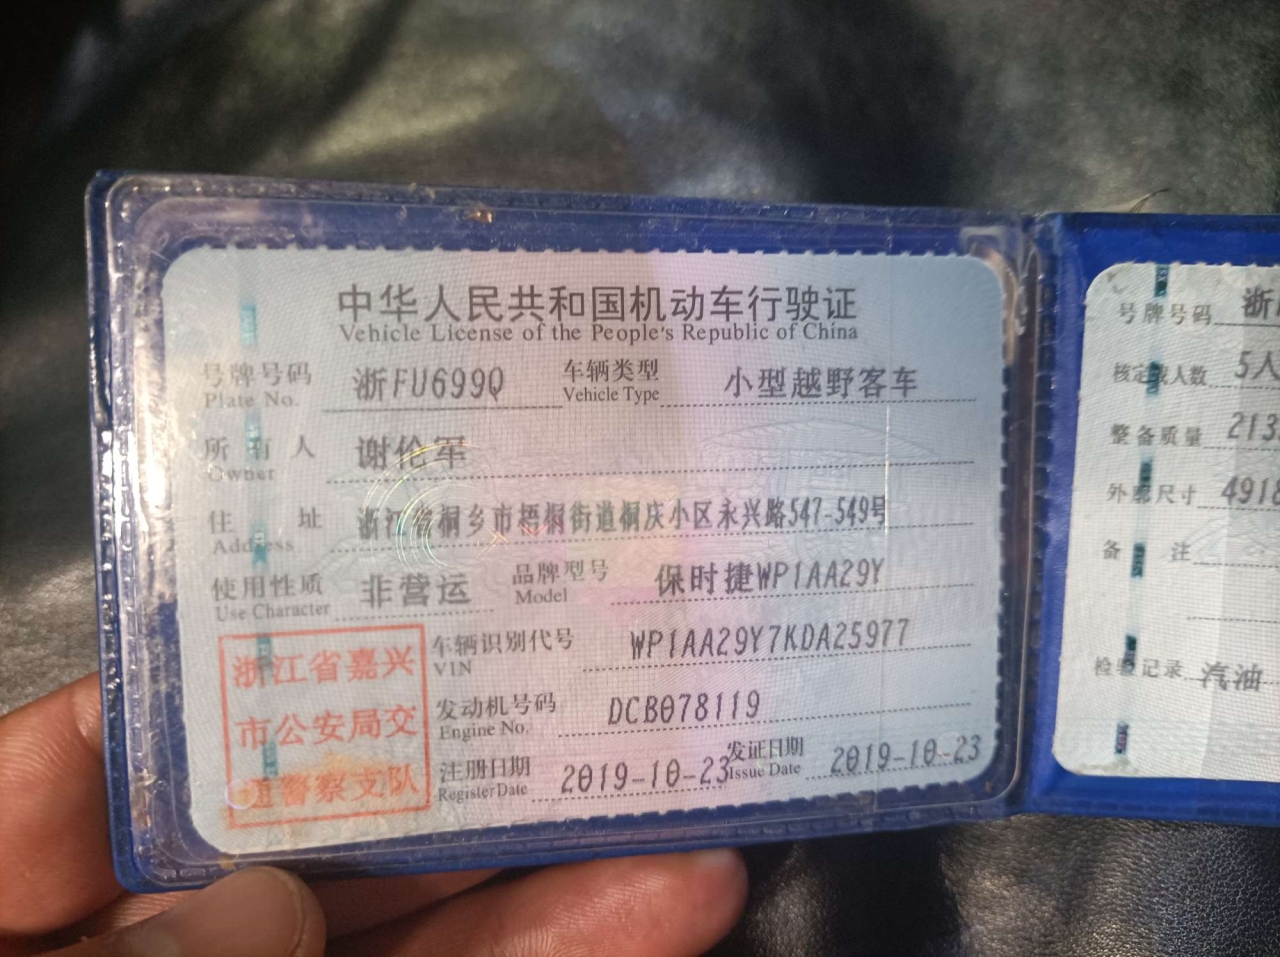 中华人民共和国机动车行驶证
Vehicle License of the People's Republic of China
号牌号码 浙FU699Q 车辆类型 小型越野客车
Plate No. Vehicle Type
所有人 谢伦军
Owner
住址 浙江省桐乡市梧桐街道桐庆小区永兴路547-549号
Address
使用性质 非营运 品牌型号 保时捷WP1AA29Y
Use Character Model
车辆识别代号 WP1AA29Y7KDA25977
VIN
发动机号码 DCB078119
Engine No.
注册日期 2019-10-23 发证日期 2019-10-23
Register Date Issue Date
浙江省嘉兴
市公安局交
通警察支队
号牌号码 浙
核定载人数 5人
整备质量 213
外廓尺寸 4918
备注
检验记录 汽油